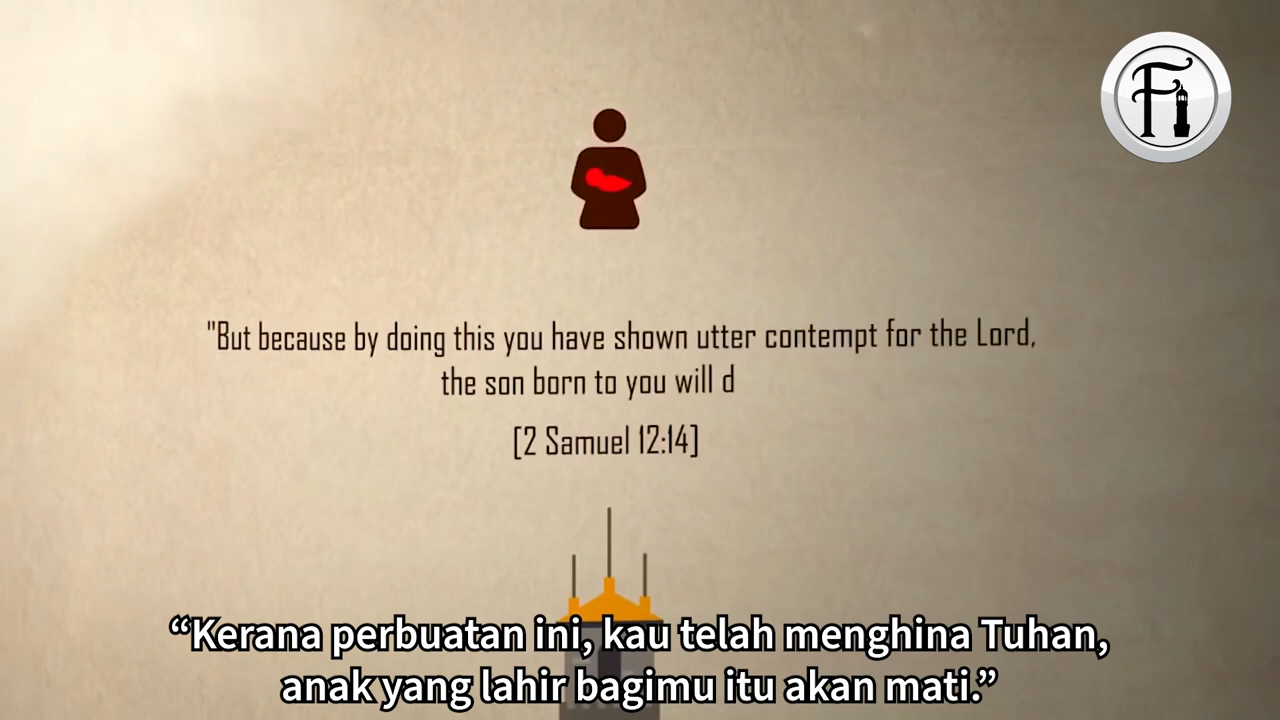 Fi
"But because by doing this you have shown utter contempt for the Lord,
the son born to you will d
[2 Samuel 12:14]
“Kerana perbuatan ini, kau telah menghina Tuhan,
anak yang lahir bagimu itu akan mati.”